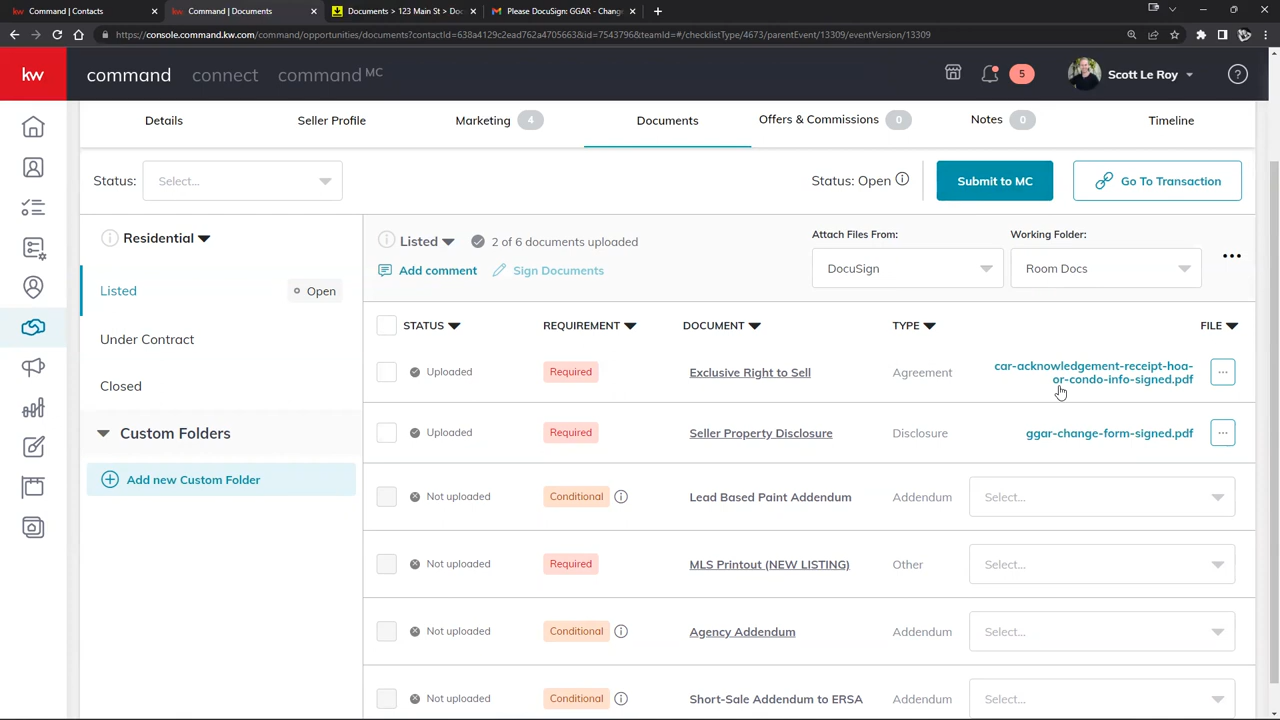 Command | Contacts
Command | Documents
Documents > 123 Main St > Doc
Please DocuSign: GGAR - Change
https://console.command.kw.com/command/opportunities/documents?contactId=638a4129c2ead762a4705663&id=7543796&teamId=#/checklistType/4673/parentEvent/13309/eventVersion/13309
kw
command
connect
command MC
5
Scott Le Roy
Details
Seller Profile
Marketing 4
Documents
Offers & Commissions 0
Notes 0
Timeline
Status:
Select...
Status: Open
Submit to MC
Go To Transaction
Residential
Listed
2 of 6 documents uploaded
Attach Files From:
Working Folder:
Add comment
Sign Documents
DocuSign
Room Docs
Listed
Open
Under Contract
Closed
Custom Folders
Add new Custom Folder
STATUS
REQUIREMENT
DOCUMENT
TYPE
FILE
Uploaded
Required
Exclusive Right to Sell
Agreement
car-acknowledgement-receipt-hoa-
or-condo-info-signed.pdf
Uploaded
Required
Seller Property Disclosure
Disclosure
ggar-change-form-signed.pdf
Not uploaded
Conditional
Lead Based Paint Addendum
Addendum
Select...
Not uploaded
Required
MLS Printout (NEW LISTING)
Other
Select...
Not uploaded
Conditional
Agency Addendum
Addendum
Select...
Not uploaded
Conditional
Short-Sale Addendum to ERSA
Addendum
Select...